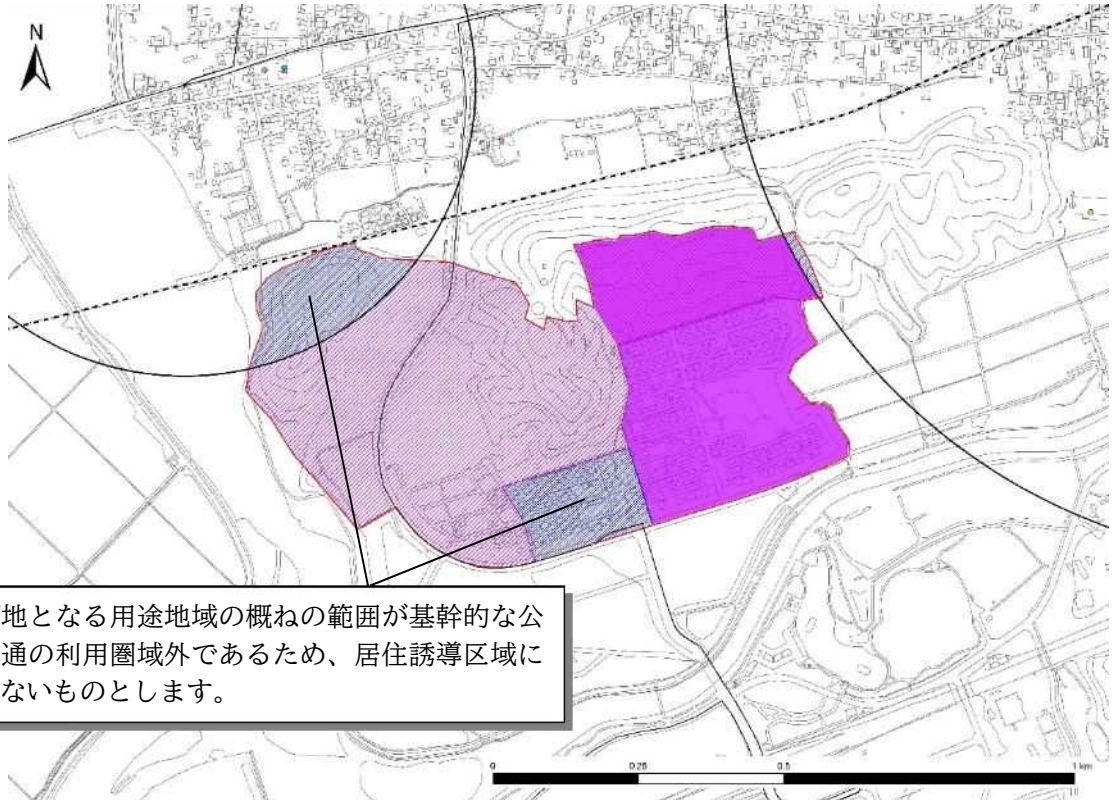 N
地となる用途地域の概ねの範囲が基幹的な公
通の利用圏域外であるため、居住誘導区域に
ないものとします。
0 0.25 0.5 1 km